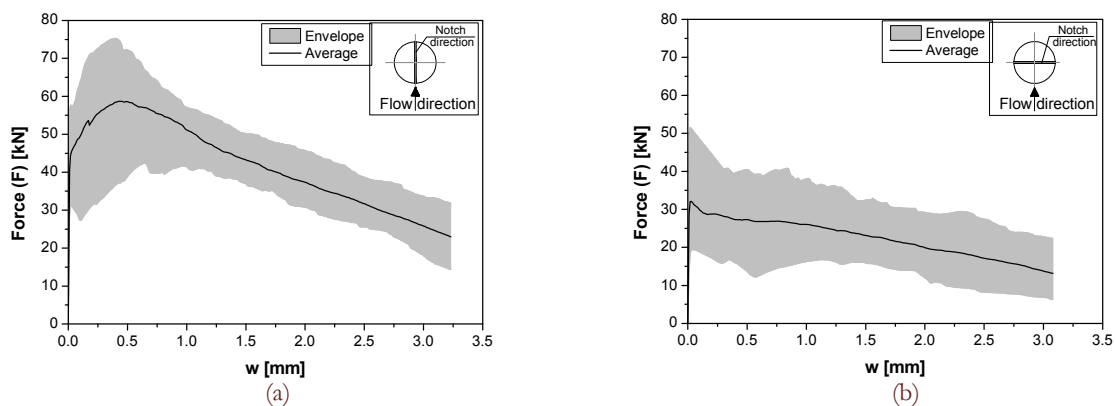 80
70
60
50
40
30
20
10
0
Force (F) [kN]
Envelope
Average
Notch
direction
Flow direction
0.0 0.5 1.0 1.5 2.0 2.5 3.0 3.5
w [mm]
(a)
80
70
60
50
40
30
20
10
0
Force (F) [kN]
Envelope
Average
Notch
direction
Flow direction
0.0 0.5 1.0 1.5 2.0 2.5 3.0 3.5
w [mm]
(b)